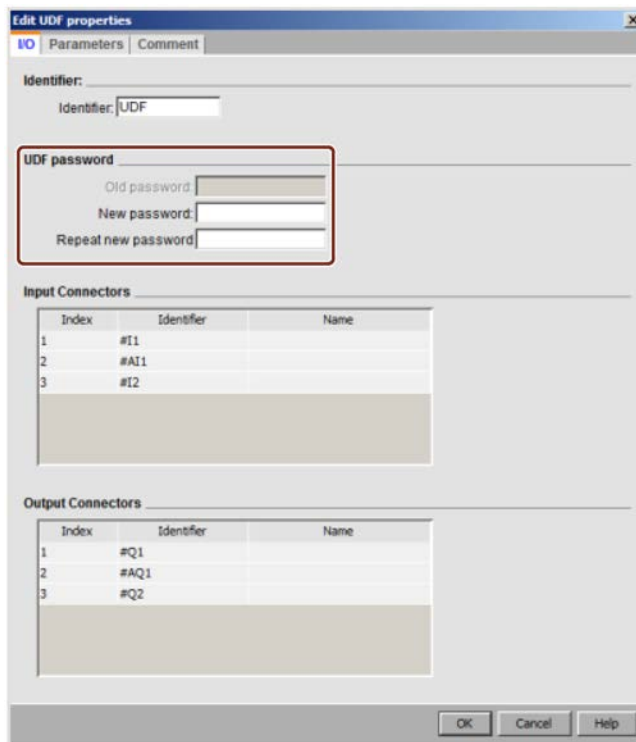 Edit UDF properties
I/O Parameters Comment
Identifier:
Identifier: UDF
UDF password
Old password:
New password:
Repeat new password
Input Connectors
Index Identifier Name
1 #I1
2 #AI1
3 #I2
Output Connectors
Index Identifier Name
1 #Q1
2 #AQ1
3 #Q2
OK Cancel Help